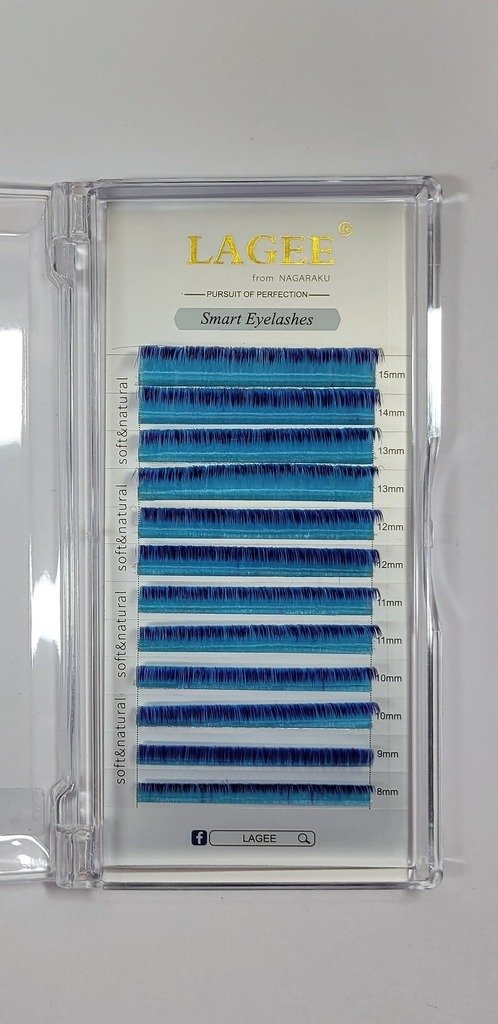 LAGEE®
from NAGARAKU
PURSUIT OF PERFECTION
Smart Eyelashes
15mm
14mm
13mm
13mm
12mm
12mm
11mm
11mm
10mm
10mm
9mm
8mm
soft&natural
soft&natural
soft&natural
soft&natural
f LAGEE